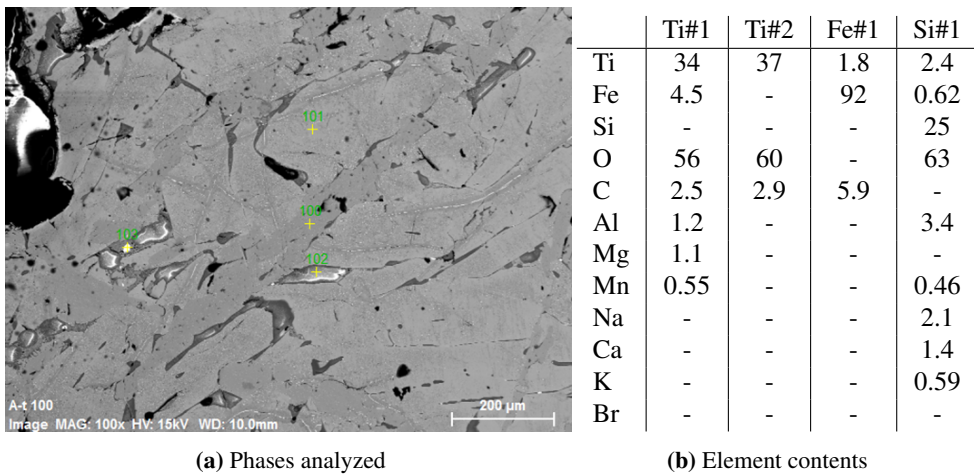 101
100
102
103
A-t 100
Image MAG: 100x HV: 15kV WD: 10.0mm
200 µm
(a) Phases analyzed
Ti#1 Ti#2 Fe#1 Si#1
Ti 34 37 1.8 2.4
Fe 4.5 - 92 0.62
Si - - - 25
O 56 60 - 63
C 2.5 2.9 5.9 -
Al 1.2 - - 3.4
Mg 1.1 - - -
Mn 0.55 - - 0.46
Na - - - 2.1
Ca - - - 1.4
K - - - 0.59
Br - - - -
(b) Element contents